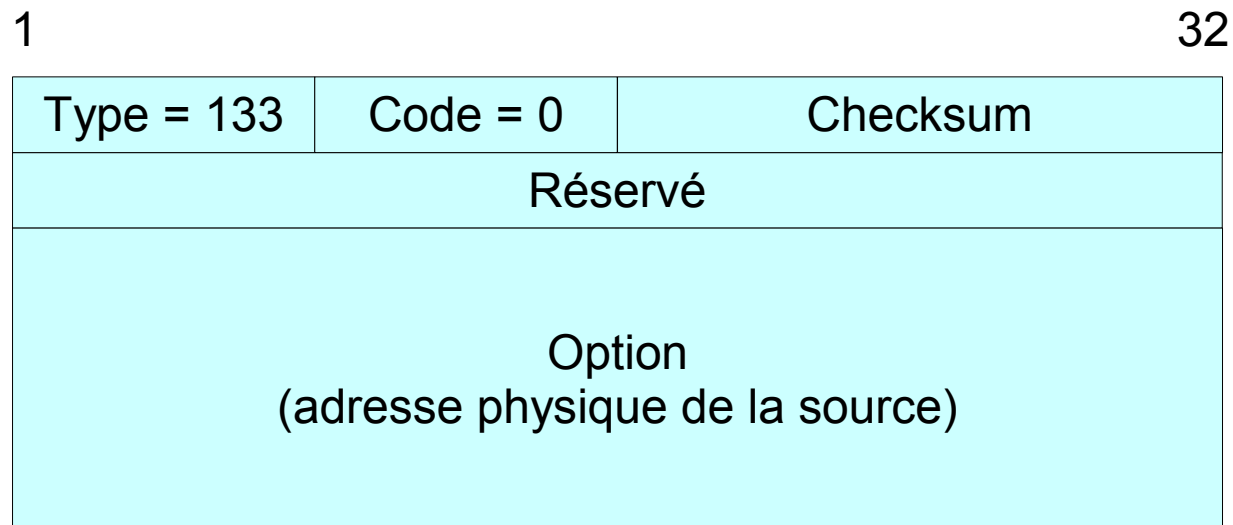 1 32
Type = 133 Code = 0 Checksum
Réservé
Option
(adresse physique de la source)